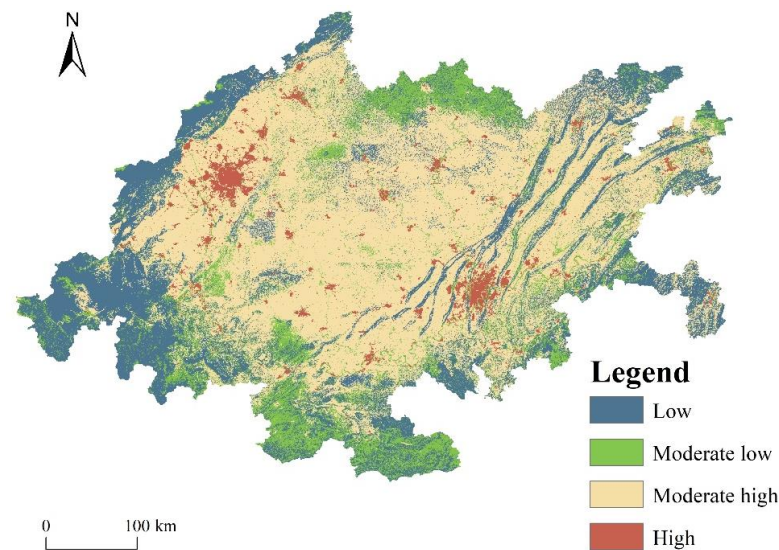 N
Legend
Low
Moderate low
Moderate high
High
0 100 km